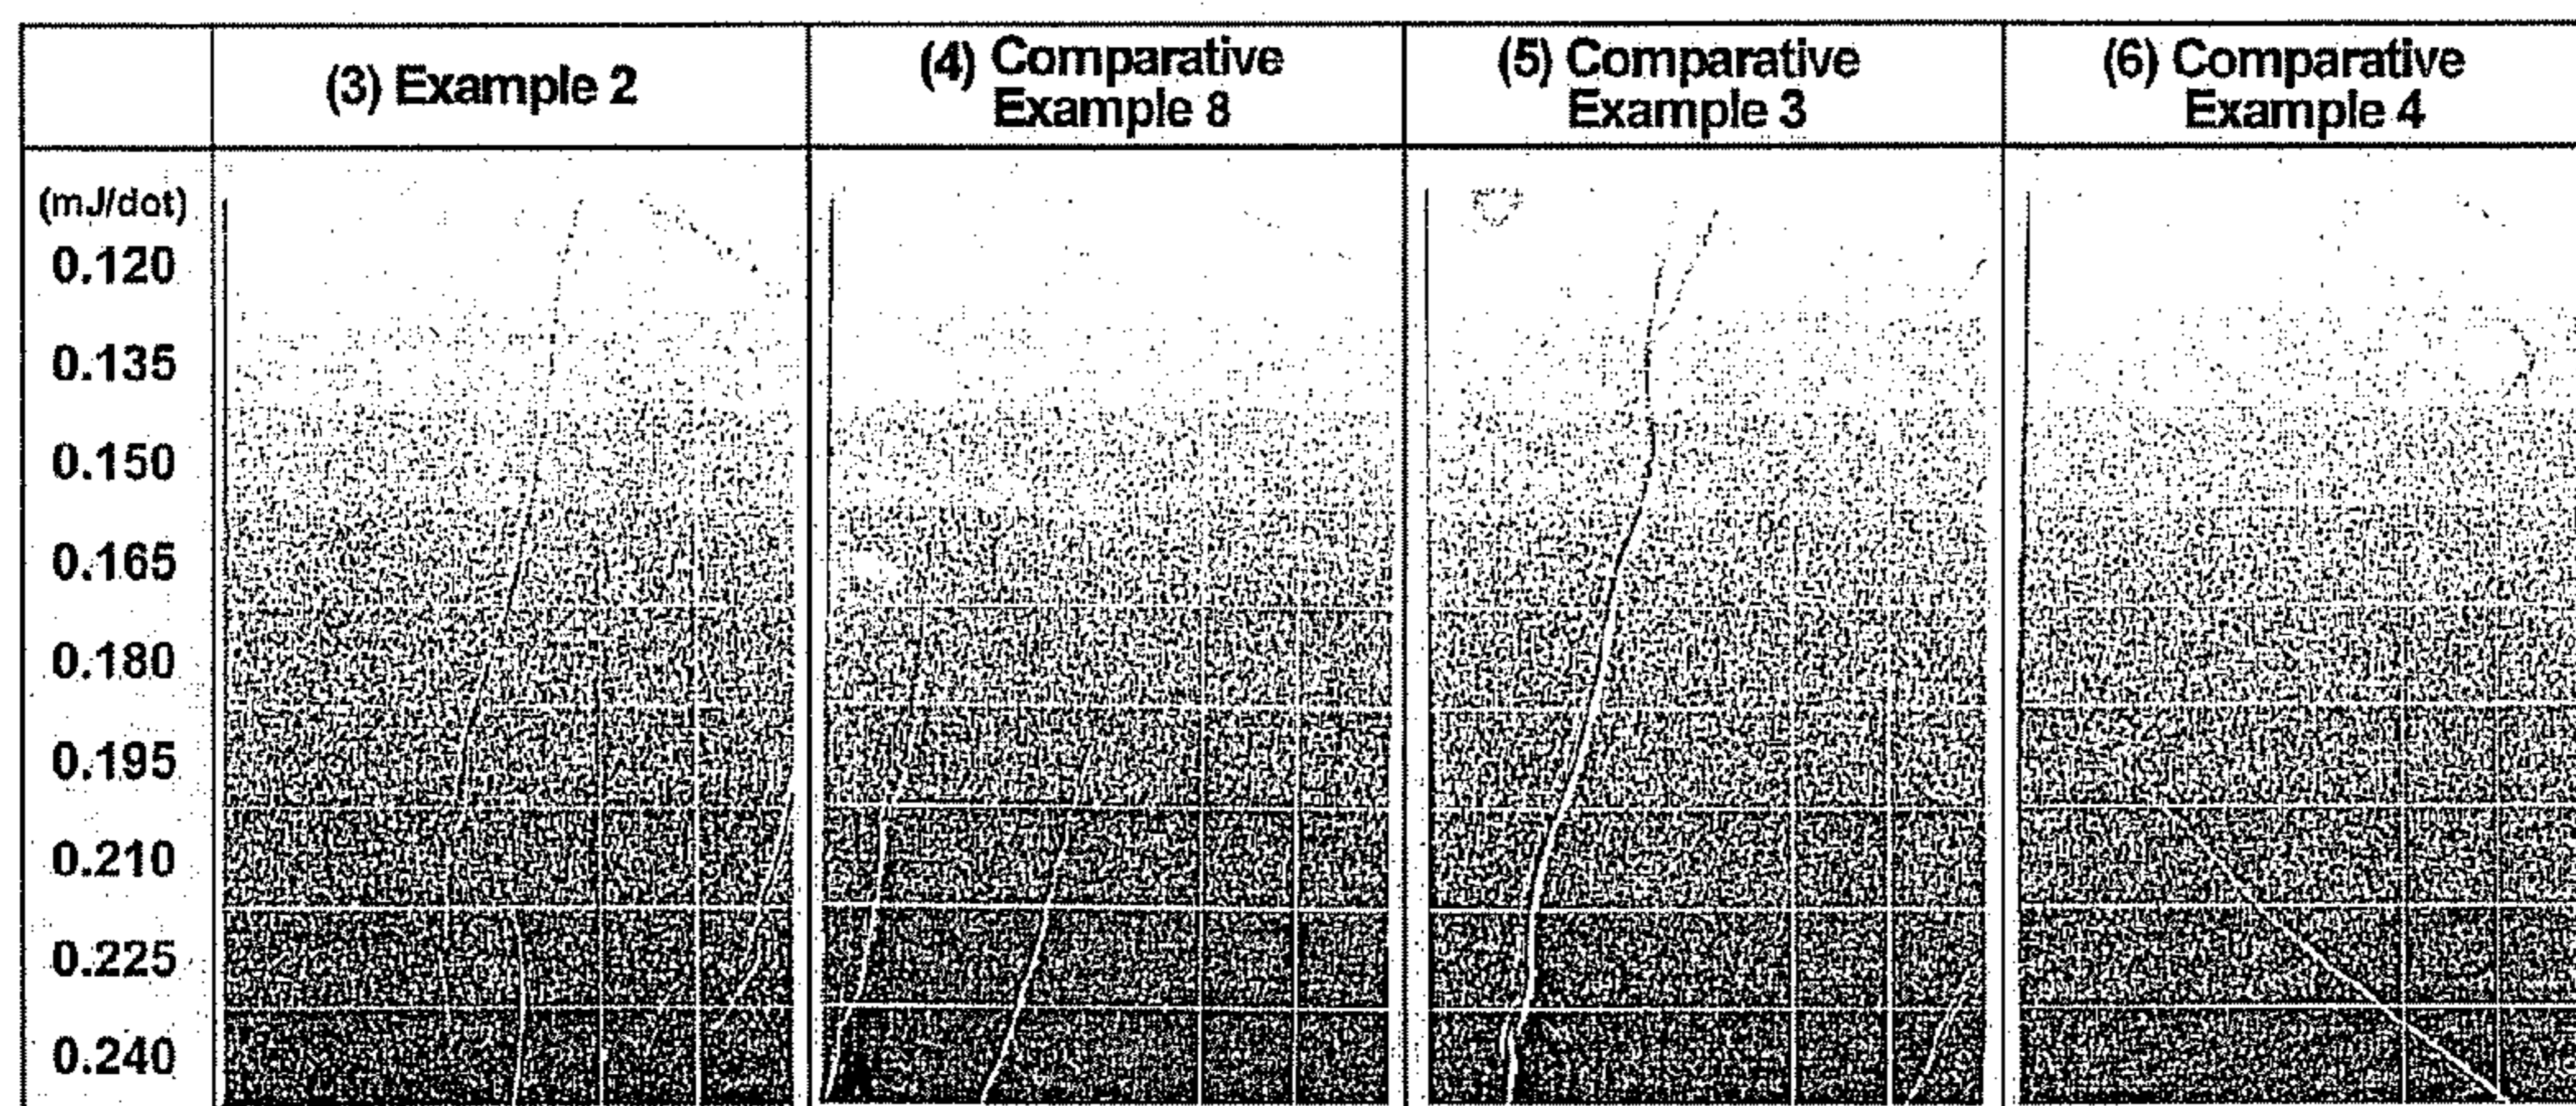 (3) Example 2
(4) Comparative
Example 8
(5) Comparative
Example 3
(6) Comparative
Example 4
(mJ/dot)
0.120
0.135
0.150
0.165
0.180
0.195
0.210
0.225
0.240